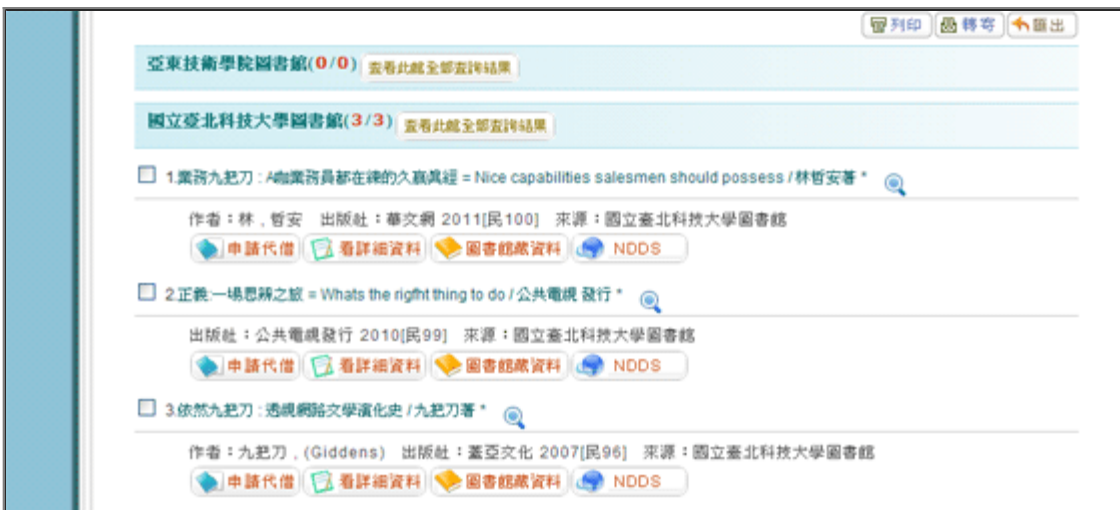 列印 轉寄 匯出
亞東技術學院圖書館(0/0) 查看此館全部查詢結果
國立臺北科技大學圖書館(3/3) 查看此館全部查詢結果
1.業務九把刀 : A咖業務員都在練的久贏真經 = Nice capabilities salesmen should possess / 林哲安著 *
作者：林 , 哲安 出版社：華文網 2011[民100] 來源：國立臺北科技大學圖書館
申請代借 看詳細資料 圖書館藏資料 NDDS
2.正義:一場思辨之旅 = Whats the rigfht thing to do / 公共電視 發行 *
出版社：公共電視發行 2010[民99] 來源：國立臺北科技大學圖書館
申請代借 看詳細資料 圖書館藏資料 NDDS
3.依然九把刀 : 透視網路文學演化史 / 九把刀著 *
作者：九把刀 , (Giddens) 出版社：蓋亞文化 2007[民96] 來源：國立臺北科技大學圖書館
申請代借 看詳細資料 圖書館藏資料 NDDS